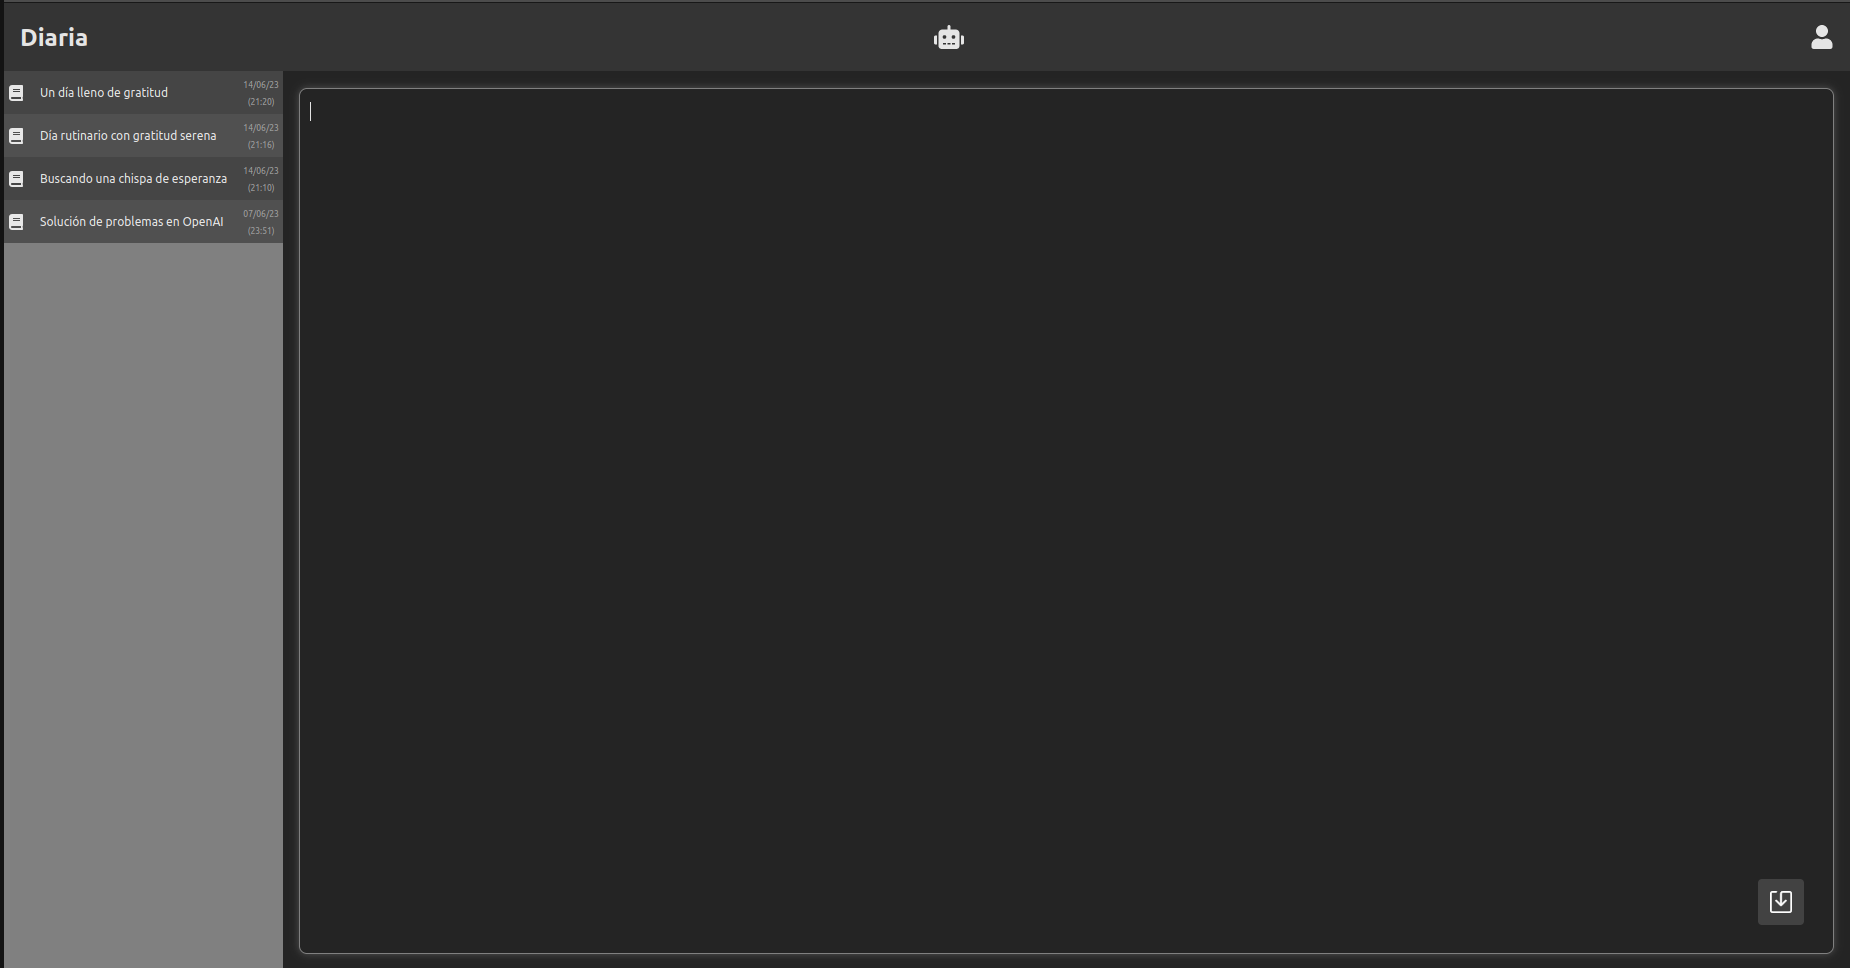 Diaria
Un día lleno de gratitud
14/06/23
(21:20)
Día rutinario con gratitud serena
14/06/23
(21:16)
Buscando una chispa de esperanza
14/06/23
(21:10)
Solución de problemas en OpenAI
07/06/23
(23:51)